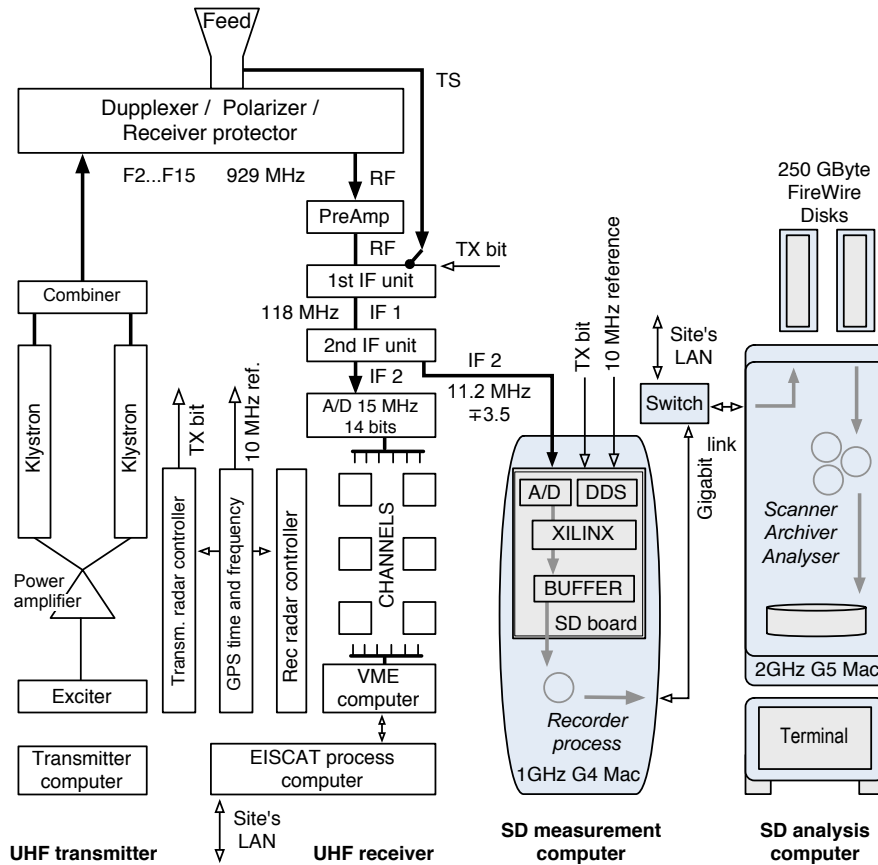 Feed
TS
Dupplexer / Polarizer /
Receiver protector
F2...F15
929 MHz
RF
PreAmp
RF
TX bit
1st IF unit
118 MHz
IF 1
2nd IF unit
IF 2
IF 2
11.2 MHz
∓3.5
A/D 15 MHz
14 bits
CHANNELS
VME
computer
EISCAT process
computer
Site's
LAN
UHF receiver
Combiner
Klystron
Klystron
Power
amplifier
Exciter
Transmitter
computer
UHF transmitter
TX bit
10 MHz ref.
Transm. radar controller
GPS time and frequency
Rec radar controller
TX bit
10 MHz reference
A/D
DDS
XILINX
BUFFER
SD board
Recorder
process
1GHz G4 Mac
SD measurement
computer
Site's
LAN
Switch
Gigabit
link
250 GByte
FireWire
Disks
Scanner
Archiver
Analyser
2GHz G5 Mac
Terminal
SD analysis
computer